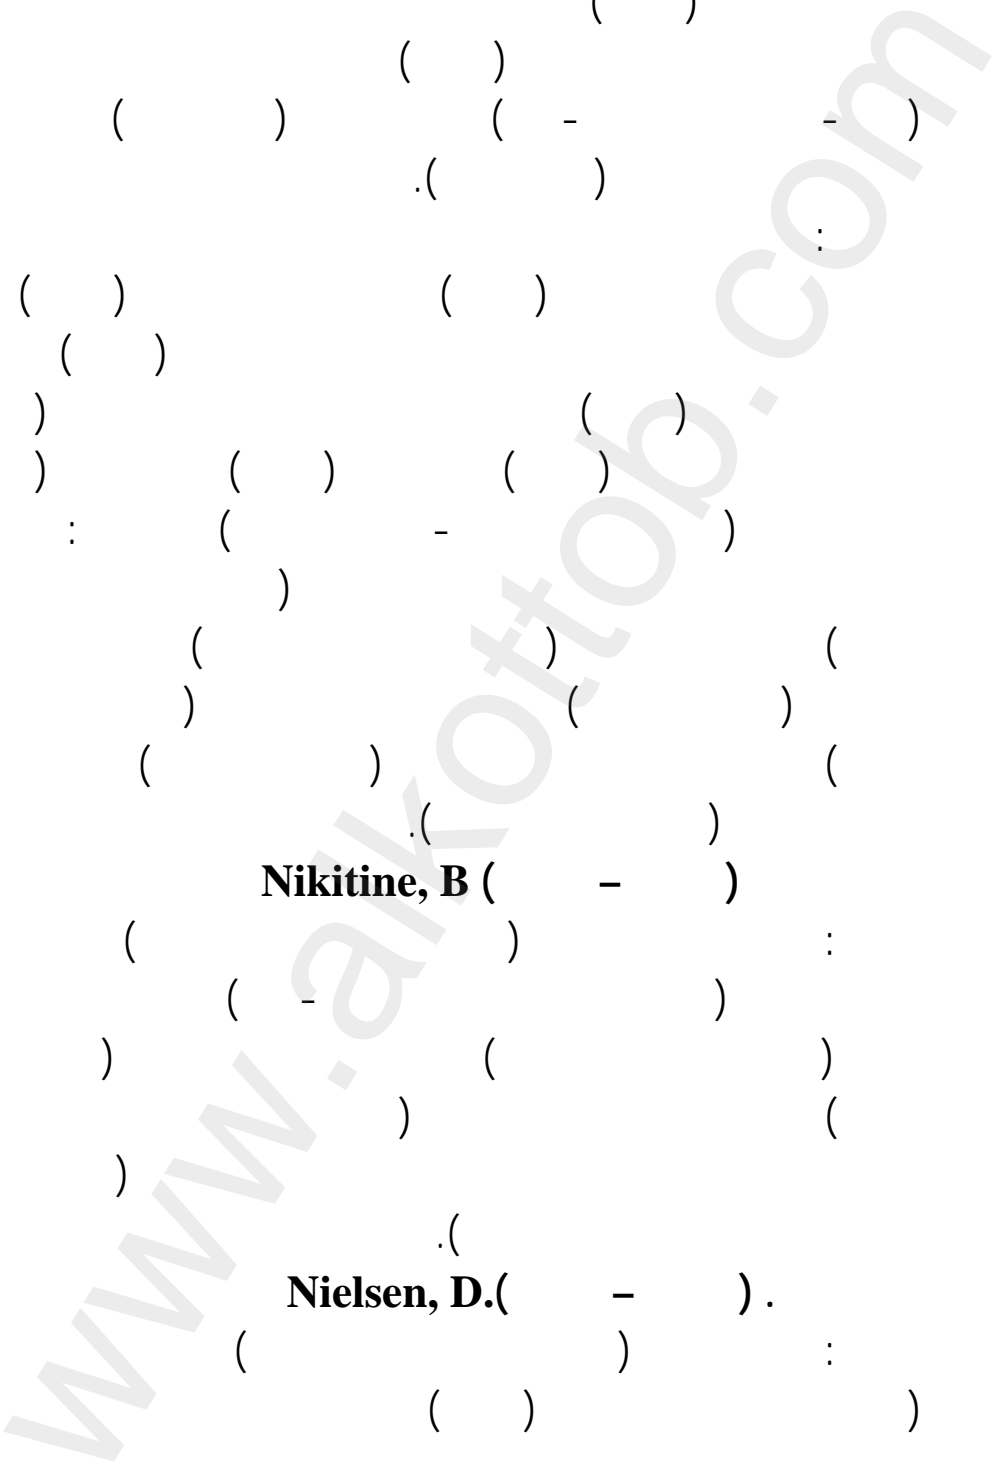 ( )
( )
( – – ) ( )
( ).
:
( ) ( )
( )
( ) (
( ) ( ) (
( – ) :
(
) ( )
( ) (
) ( )
( ).
Nikitine, B ( – )
: ( )
( – )
( ) (
) (
(
).
Nielsen, D.( – ) .
: ( )
) ( )
www.alkottob.com